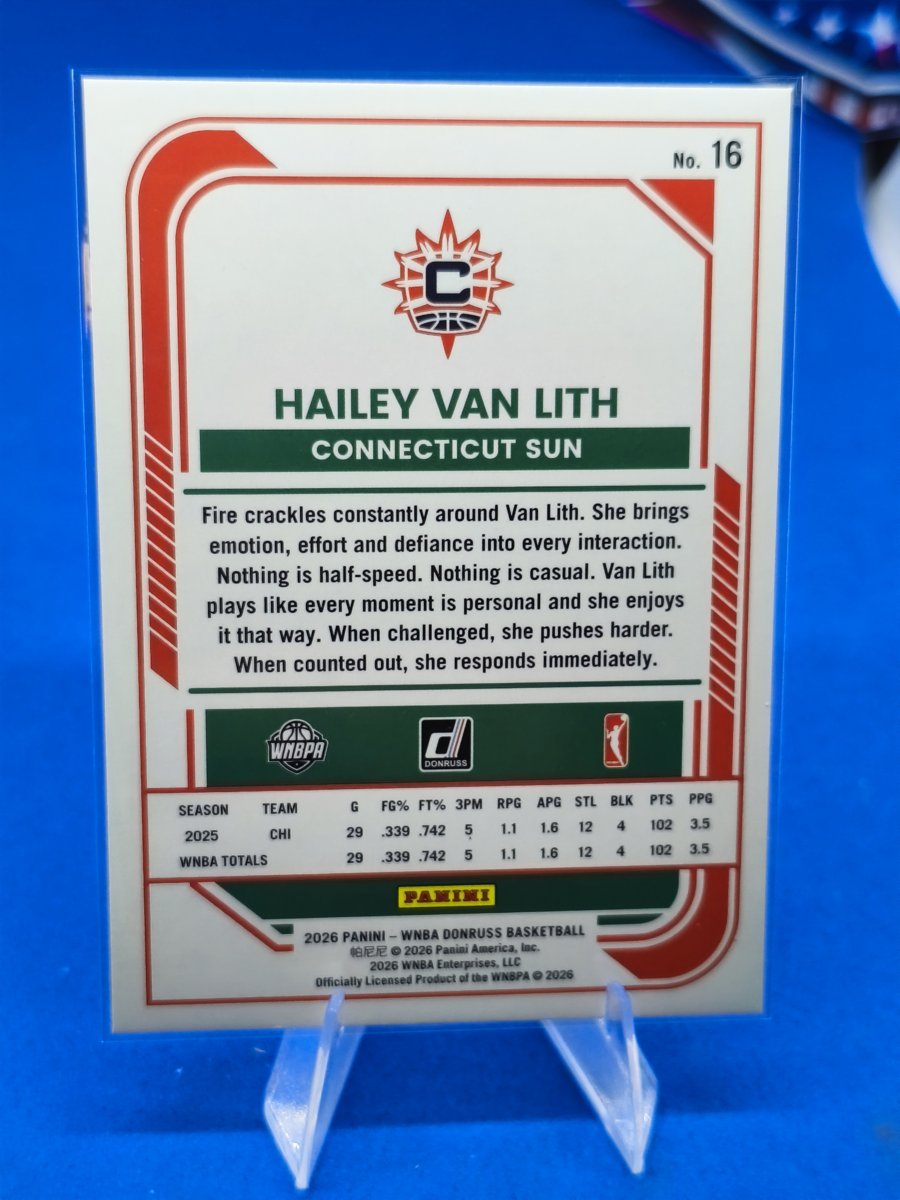 No. 16
C
HAILEY VAN LITH
CONNECTICUT SUN
Fire crackles constantly around Van Lith. She brings
emotion, effort and defiance into every interaction.
Nothing is half-speed. Nothing is casual. Van Lith
plays like every moment is personal and she enjoys
it that way. When challenged, she pushes harder.
When counted out, she responds immediately.
WNBPA
d
DONRUSS
SEASON TEAM G FG% FT% 3PM RPG APG STL BLK PTS PPG
2025 CHI 29 .339 .742 5 1.1 1.6 12 4 102 3.5
WNBA TOTALS 29 .339 .742 5 1.1 1.6 12 4 102 3.5
PANINI
2026 PANINI – WNBA DONRUSS BASKETBALL
帕尼尼 © 2026 Panini America, Inc.
2026 WNBA Enterprises, LLC
Officially Licensed Product of the WNBPA © 2026